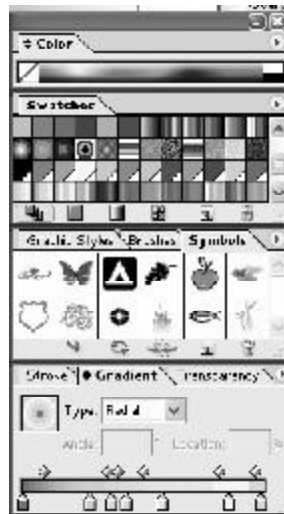 Color
Swatches
Graphic Styles Brushes Symbols
Stroke Gradient Transparency
Type: Radial
Angle: Location: %